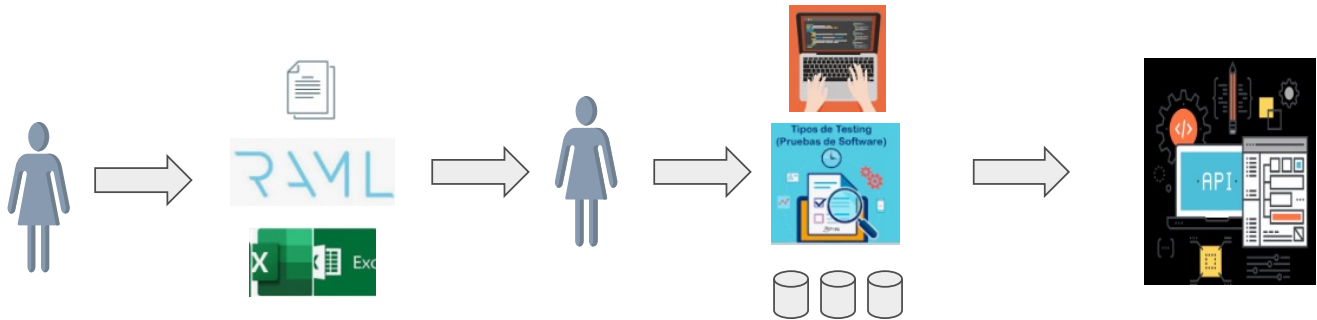 RAML
X
X
Exc
Tipos de Testing
(Pruebas de Software)
</>
API